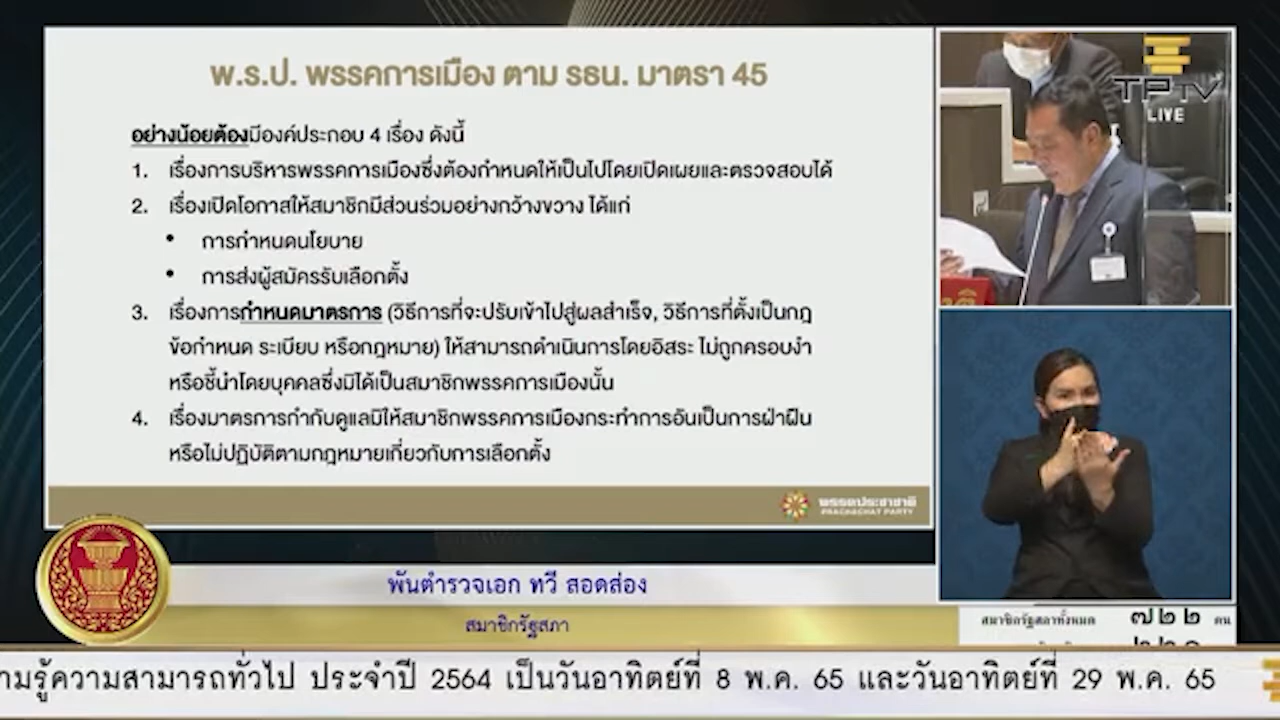 พ.ร.ป. พรรคการเมือง ตาม รธน. มาตรา 45
อย่างน้อยต้องมีองค์ประกอบ 4 เรื่อง ดังนี้
1. เรื่องการบริหารพรรคการเมืองซึ่งต้องกำหนดให้เป็นไปโดยเปิดเผยและตรวจสอบได้
2. เรื่องเปิดโอกาสให้สมาชิกมีส่วนร่วมอย่างกว้างขวาง ได้แก่
• การกำหนดนโยบาย
• การส่งผู้สมัครรับเลือกตั้ง
3. เรื่องการกำหนดมาตรการ (วิธีการที่จะปรับเข้าไปสู่ผลสำเร็จ, วิธีการที่ตั้งเป็นกฎ
ข้อกำหนด ระเบียบ หรือกฎหมาย) ให้สามารถดำเนินการโดยอิสระ ไม่ถูกครอบงำ
หรือชี้นำโดยบุคคลซึ่งมิได้เป็นสมาชิกพรรคการเมืองนั้น
4. เรื่องมาตรการกำกับดูแลมิให้สมาชิกพรรคการเมืองกระทำการอันเป็นการฝ่าฝืน
หรือไม่ปฏิบัติตามกฎหมายเกี่ยวกับการเลือกตั้ง
พรรคประชาชาติ
PRACHACHAT PARTY
TPTV
LIVE
พันตำรวจเอก ทวี สอดส่อง
สมาชิกรัฐสภา
สมาชิกรัฐสภาทั้งหมด ๗๒๒ คน
ามรู้ความสามารถทั่วไป ประจำปี 2564 เป็นวันอาทิตย์ที่ 8 พ.ค. 65 และวันอาทิตย์ที่ 29 พ.ค. 65